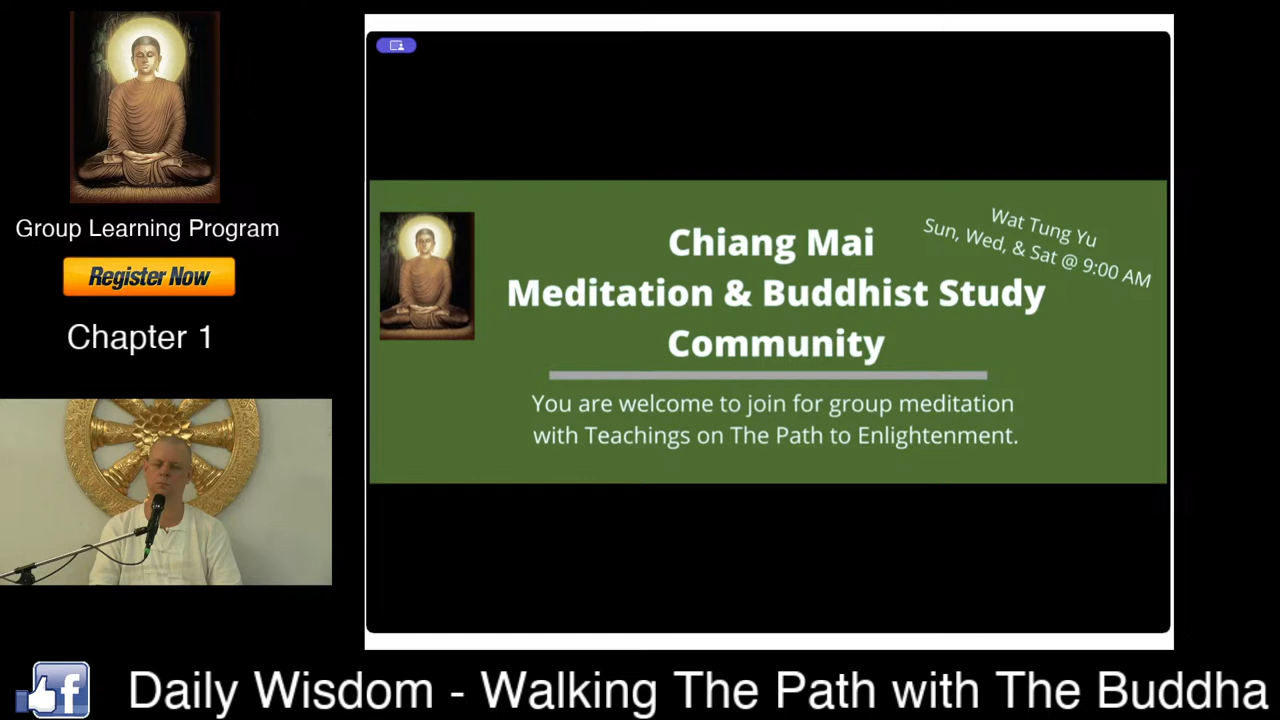 Group Learning Program
Register Now
Chapter 1
Chiang Mai
Meditation & Buddhist Study
Community
Wat Tung Yu
Sun, Wed, & Sat @ 9:00 AM
You are welcome to join for group meditation
with Teachings on The Path to Enlightenment.
f
Daily Wisdom - Walking The Path with The Buddha